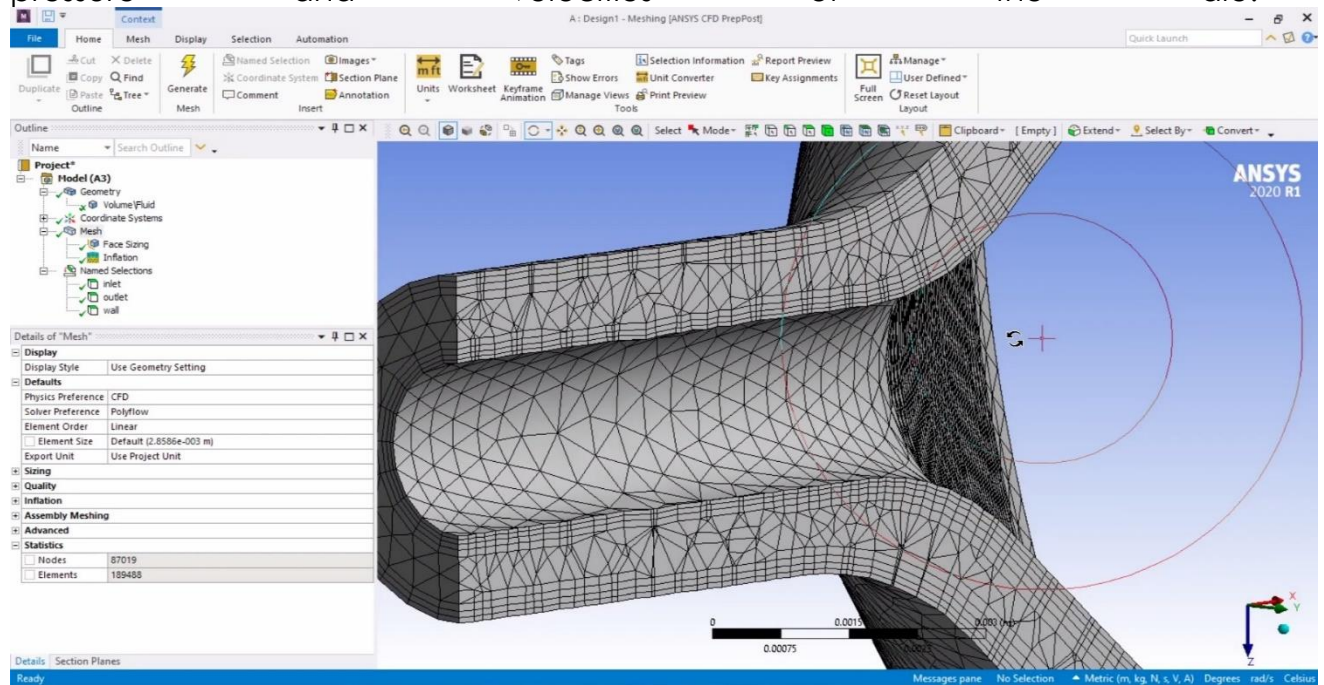 pressure and velocities of the die.
Context
A : Design1 - Meshing [ANSYS CFD PrepPost]
File Home Mesh Display Selection Automation
Quick Launch
Duplicate
Cut
Copy
Paste
Delete
Find
Tree
Outline
Generate
Mesh
Named Selection
Coordinate System
Comment
Images
Section Plane
Annotation
Insert
Units
Worksheet
Keyframe
Animation
Tags
Show Errors
Manage Views
Selection Information
Unit Converter
Print Preview
Report Preview
Key Assignments
Tools
Full
Screen
Manage
User Defined
Reset Layout
Layout
Outline
Name
Search Outline
Select Mode
Clipboard [Empty] Extend Select By Convert
Project*
Model (A3)
Geometry
Volume\Fluid
Coordinate Systems
Mesh
Face Sizing
Inflation
Named Selections
inlet
outlet
wall
ANSYS
2020 R1
Details of "Mesh"
Display
Display Style Use Geometry Setting
Defaults
Physics Preference CFD
Solver Preference Polyflow
Element Order Linear
Element Size Default (2.8586e-003 m)
Export Unit Use Project Unit
Sizing
Quality
Inflation
Assembly Meshing
Advanced
Statistics
Nodes 87019
Elements 189488
0 0.0015 0.003 (m)
0.00075
X
Y
Z
Details Section Planes
Ready
Messages pane No Selection Metric (m, kg, N, s, V, A) Degrees rad/s Celsius